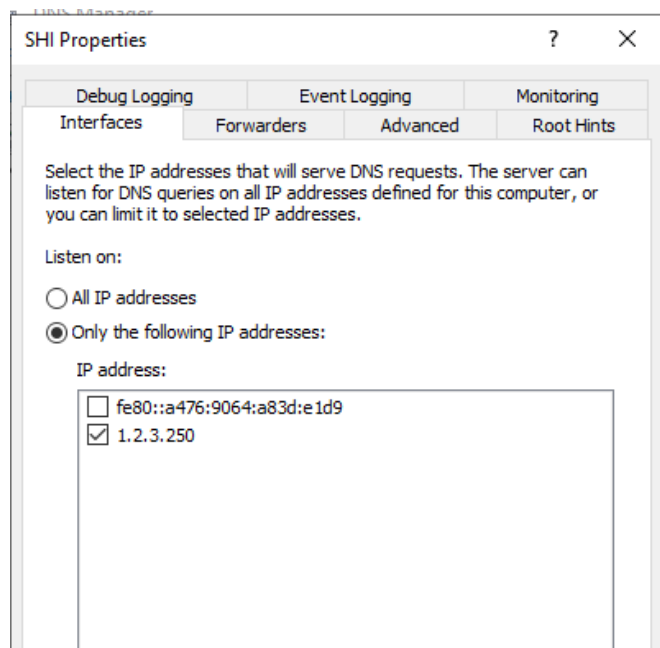 DNS Manager
SHI Properties
?
Debug Logging
Event Logging
Monitoring
Interfaces
Forwarders
Advanced
Root Hints
Select the IP addresses that will serve DNS requests. The server can
listen for DNS queries on all IP addresses defined for this computer, or
you can limit it to selected IP addresses.
Listen on:
All IP addresses
Only the following IP addresses:
IP address:
fe80::a476:9064:a83d:e1d9
1.2.3.250